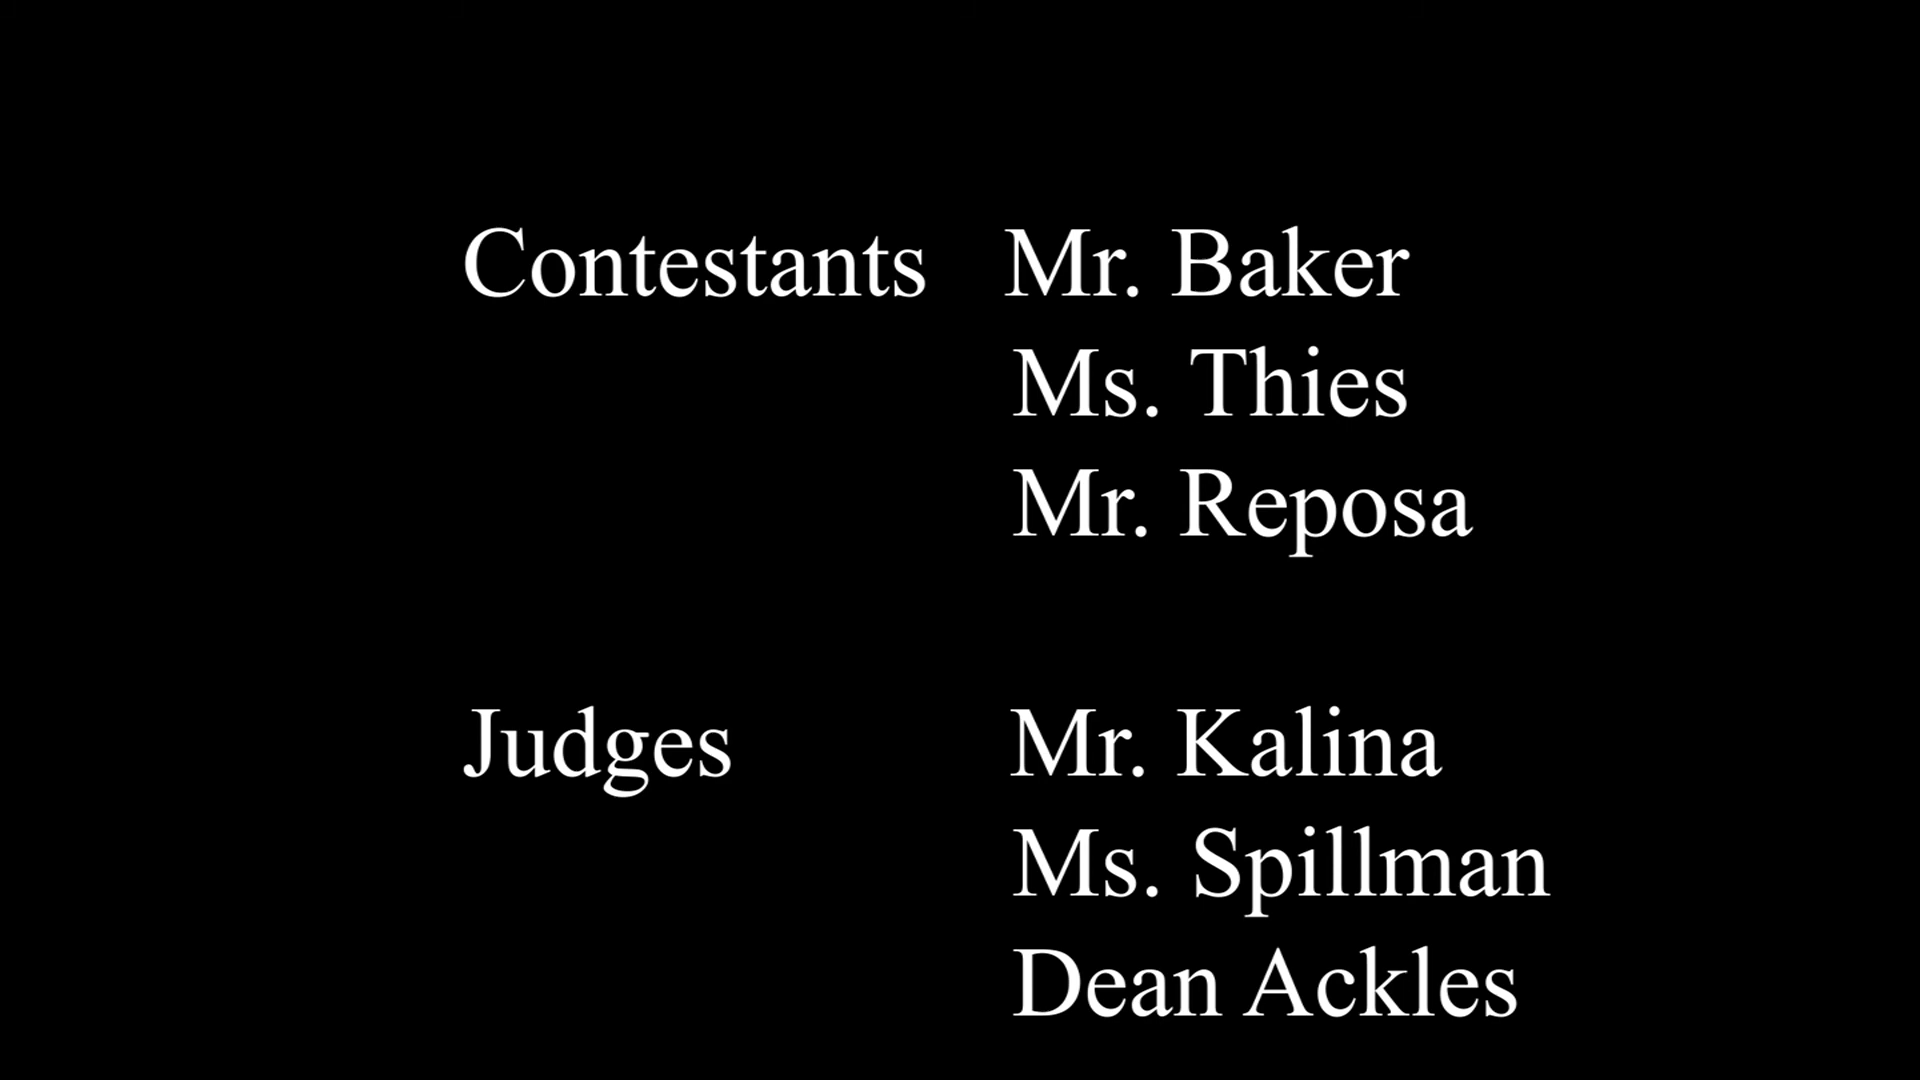 Contestants Mr. Baker
Ms. Thies
Mr. Reposa
Judges Mr. Kalina
Ms. Spillman
Dean Ackles